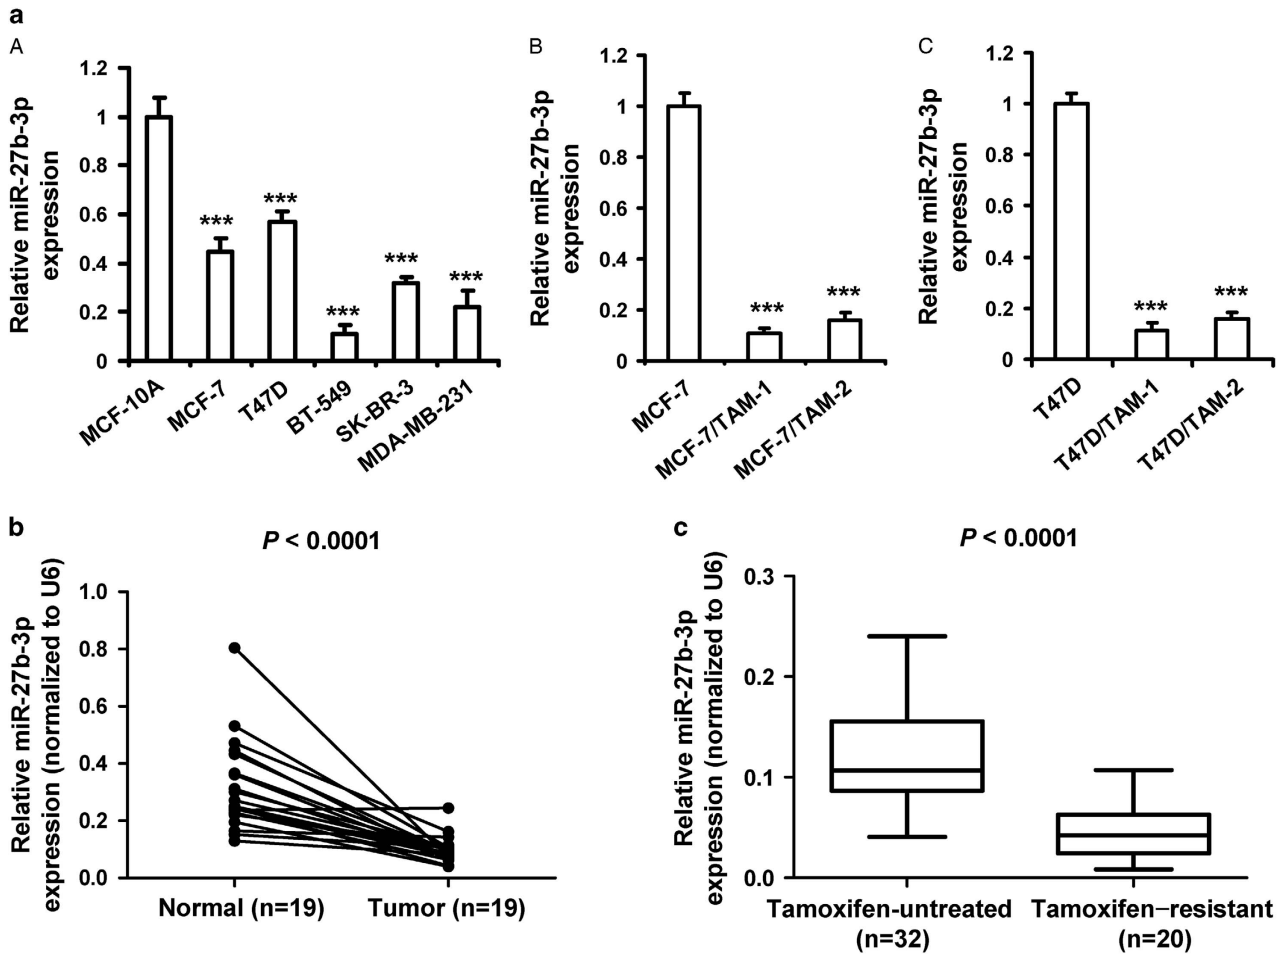 a
A
Relative miR-27b-3p
expression
1.2
1
0.8
0.6
0.4
0.2
0
***
***
***
***
***
MCF-10A
MCF-7
T47D
BT-549
SK-BR-3
MDA-MB-231
B
Relative miR-27b-3p
expression
1.2
1
0.8
0.6
0.4
0.2
0
***
***
MCF-7
MCF-7/TAM-1
MCF-7/TAM-2
C
Relative miR-27b-3p
expression
1.2
1
0.8
0.6
0.4
0.2
0
***
***
T47D
T47D/TAM-1
T47D/TAM-2
b
P < 0.0001
Relative miR-27b-3p
expression (normalized to U6)
1.0
0.8
0.6
0.4
0.2
0.0
Normal (n=19)
Tumor (n=19)
c
P < 0.0001
Relative miR-27b-3p
expression (normalized to U6)
0.3
0.2
0.1
0.0
Tamoxifen-untreated
(n=32)
Tamoxifen–resistant
(n=20)